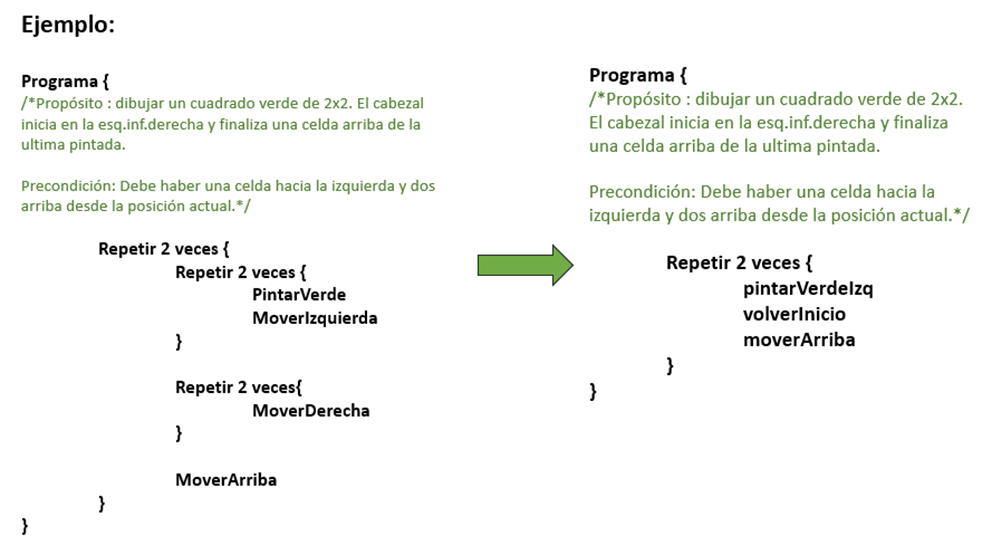 Ejemplo:
Programa {
/*Propósito : dibujar un cuadrado verde de 2x2. El cabezal
inicia en la esq.inf.derecha y finaliza una celda arriba de la
ultima pintada.
Precondición: Debe haber una celda hacia la izquierda y dos
arriba desde la posición actual.*/
Repetir 2 veces {
Repetir 2 veces {
PintarVerde
MoverIzquierda
}
Repetir 2 veces{
MoverDerecha
}
MoverArriba
}
}
Programa {
/*Propósito : dibujar un cuadrado verde de 2x2.
El cabezal inicia en la esq.inf.derecha y finaliza
una celda arriba de la ultima pintada.
Precondición: Debe haber una celda hacia la
izquierda y dos arriba desde la posición actual.*/
Repetir 2 veces {
pintarVerdeIzq
volverInicio
moverArriba
}
}